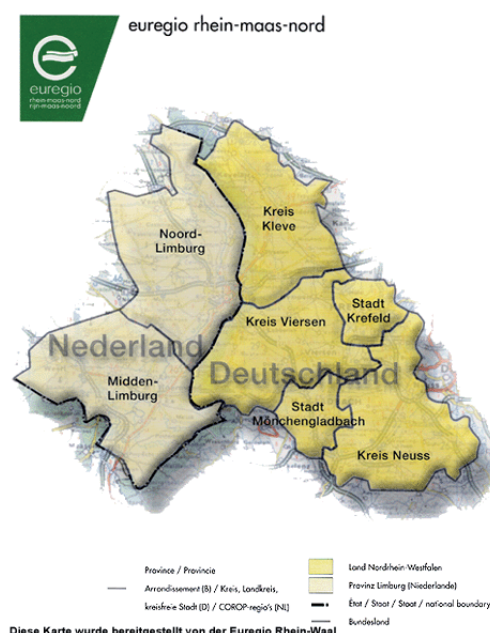 euregio rhein-maas-nord
euregio
rhein-maas-nord
rijn-maas-noord
Kreis
Kleve
Noord-
Limburg
Stadt
Krefeld
Kreis Viersen
Nederland
Deutschland
Midden-
Limburg
Stadt
Mönchengladbach
Kreis Neuss
Province / Provincie
Arrondissement (B) / Kreis, Landkreis,
kreisfreie Stadt (D) / COROP-regio's (NL)
Land Nordrhein-Westfalen
Provinz Limburg (Niederlande)
État / Staat / Staat / national boundary
Bundesland
Diese Karte wurde bereitgestellt von der Euregio Rhein-Waal